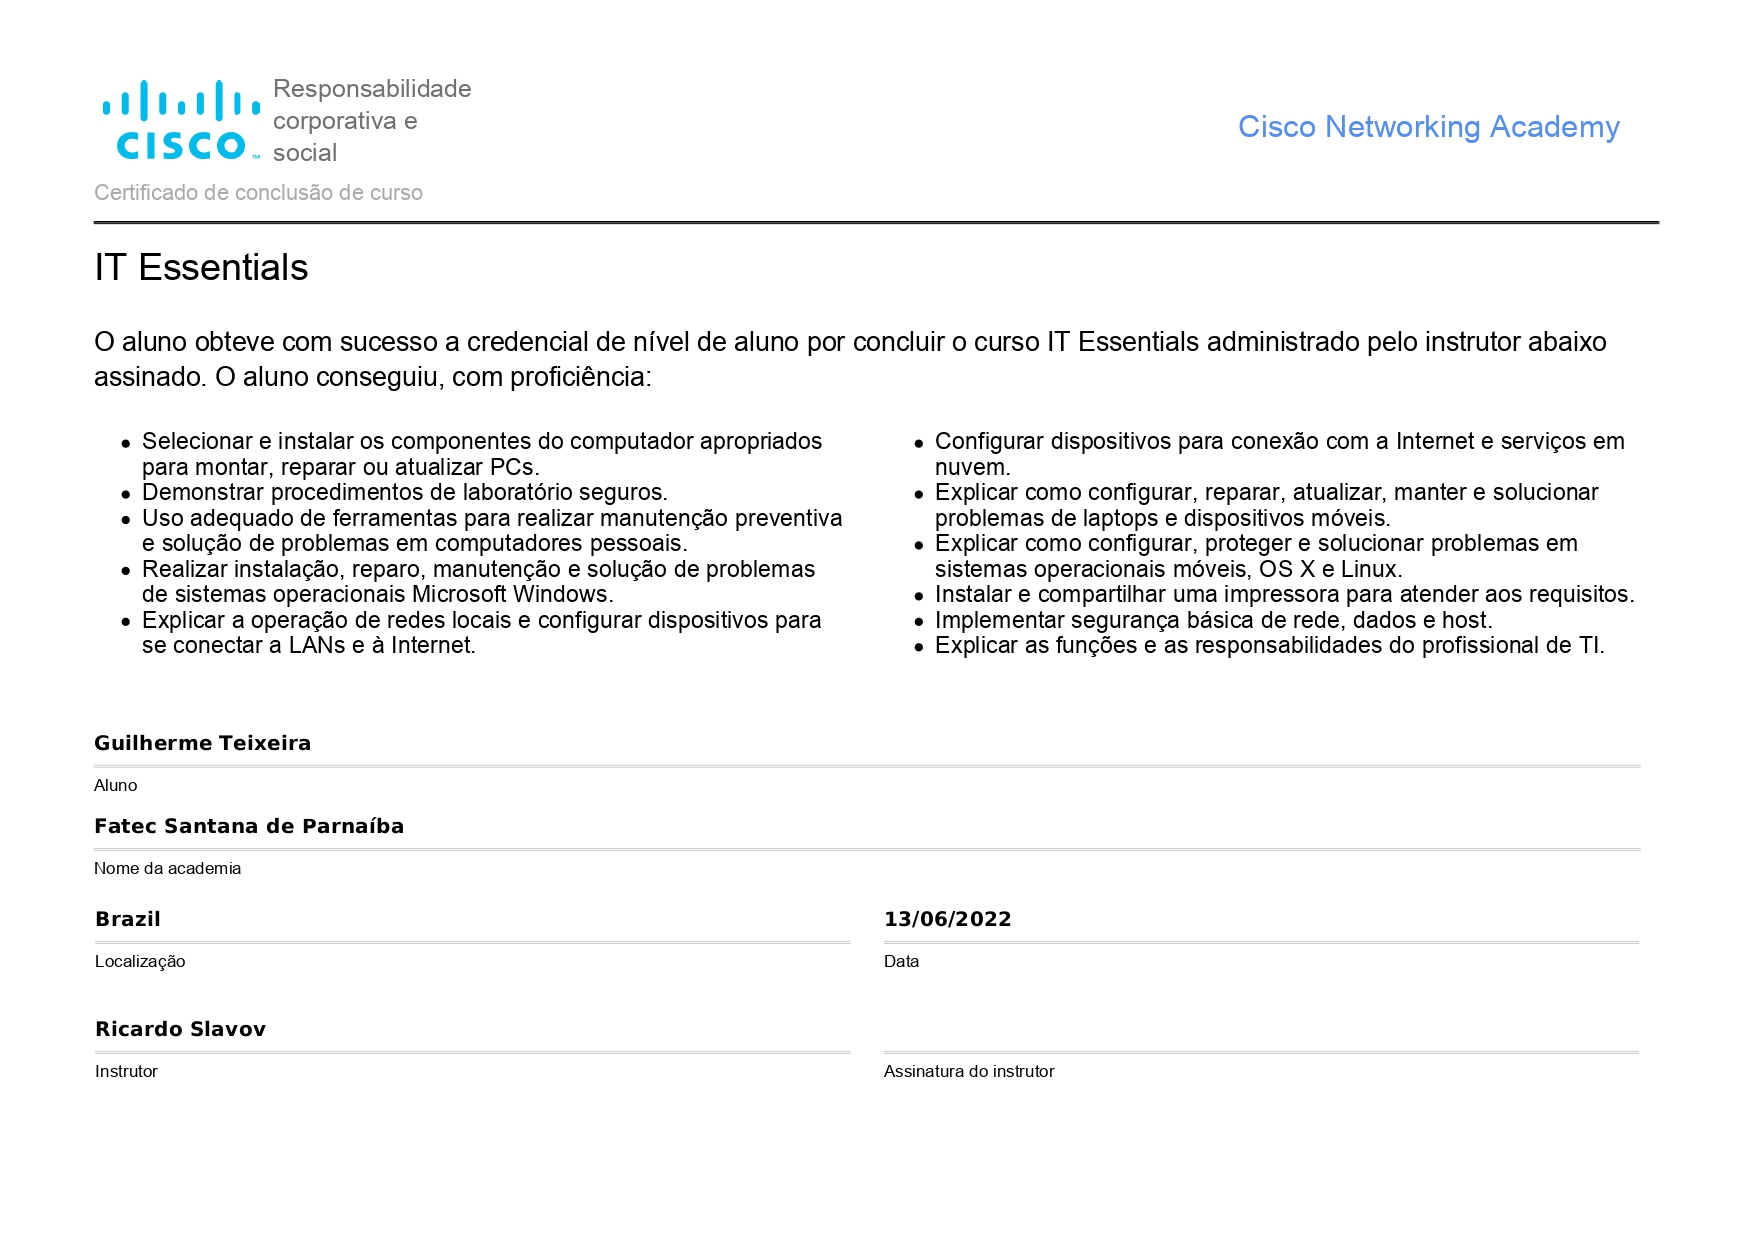 CISCO™
Responsabilidade
corporativa e
social
Cisco Networking Academy
Certificado de conclusão de curso
IT Essentials
O aluno obteve com sucesso a credencial de nível de aluno por concluir o curso IT Essentials administrado pelo instrutor abaixo
assinado. O aluno conseguiu, com proficiência:
• Selecionar e instalar os componentes do computador apropriados
para montar, reparar ou atualizar PCs.
• Demonstrar procedimentos de laboratório seguros.
• Uso adequado de ferramentas para realizar manutenção preventiva
e solução de problemas em computadores pessoais.
• Realizar instalação, reparo, manutenção e solução de problemas
de sistemas operacionais Microsoft Windows.
• Explicar a operação de redes locais e configurar dispositivos para
se conectar a LANs e à Internet.
• Configurar dispositivos para conexão com a Internet e serviços em
nuvem.
• Explicar como configurar, reparar, atualizar, manter e solucionar
problemas de laptops e dispositivos móveis.
• Explicar como configurar, proteger e solucionar problemas em
sistemas operacionais móveis, OS X e Linux.
• Instalar e compartilhar uma impressora para atender aos requisitos.
• Implementar segurança básica de rede, dados e host.
• Explicar as funções e as responsabilidades do profissional de TI.
Guilherme Teixeira
Aluno
Fatec Santana de Parnaíba
Nome da academia
Brazil
Localização
13/06/2022
Data
Ricardo Slavov
Instrutor
Assinatura do instrutor